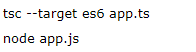 tsc --target es6 app.ts
node app.js